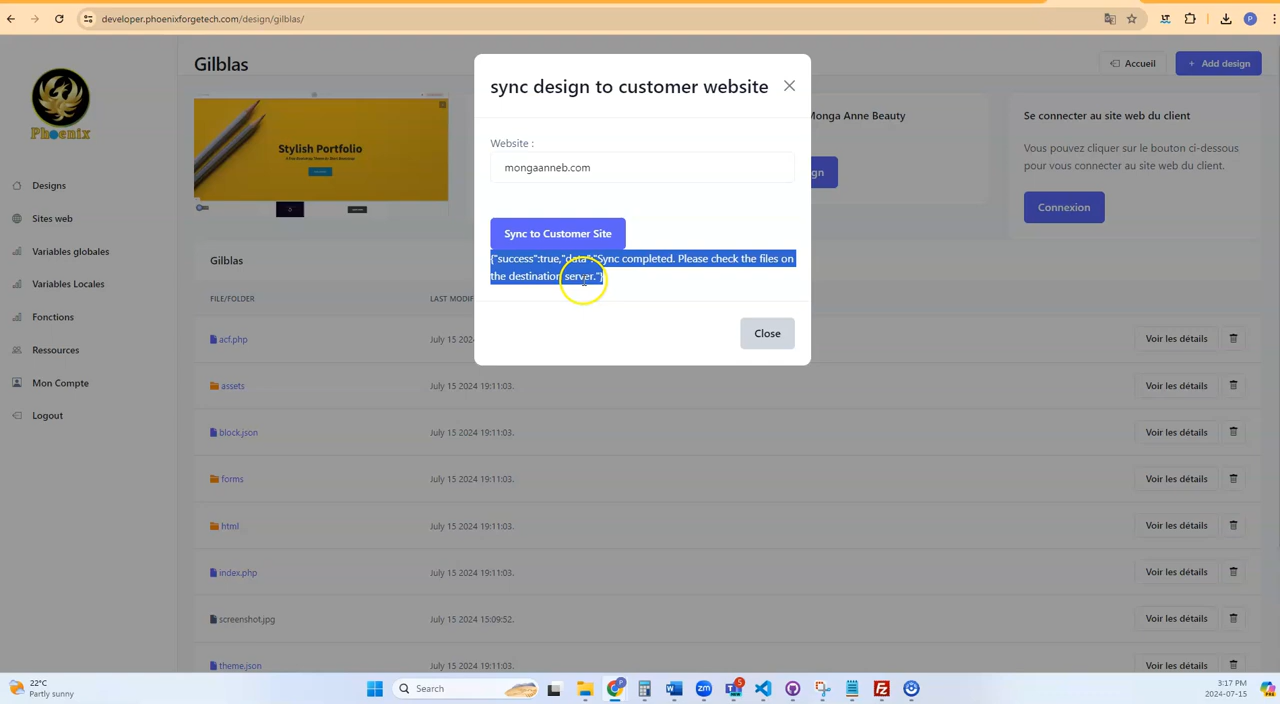 developer.phoenixforgetech.com/design/gilblas/
P
Phoenix
Gilblas
Accueil
+ Add design
sync design to customer website
Website :
mongaanneb.com
Sync to Customer Site
{"success":true,"data":"Sync completed. Please check the files on
the destination server."}
Close
Stylish Portfolio
Monga Anne Beauty
Se connecter au site web du client
Vous pouvez cliquer sur le bouton ci-dessous
pour vous connecter au site web du client.
Connexion
Designs
Sites web
Variables globales
Variables Locales
Fonctions
Ressources
Mon Compte
Logout
Gilblas
FILE/FOLDER
LAST MODIF
acf.php
July 15 2024
Voir les détails
assets
July 15 2024 19:11:03.
Voir les détails
block.json
July 15 2024 19:11:03.
Voir les détails
forms
July 15 2024 19:11:03.
Voir les détails
html
July 15 2024 19:11:03.
Voir les détails
index.php
July 15 2024 19:11:03.
Voir les détails
screenshot.jpg
July 15 2024 15:09:52.
Voir les détails
theme.json
July 15 2024 19:11:03.
Voir les détails
22°C
Partly sunny
Search
5
3:17 PM
2024-07-15